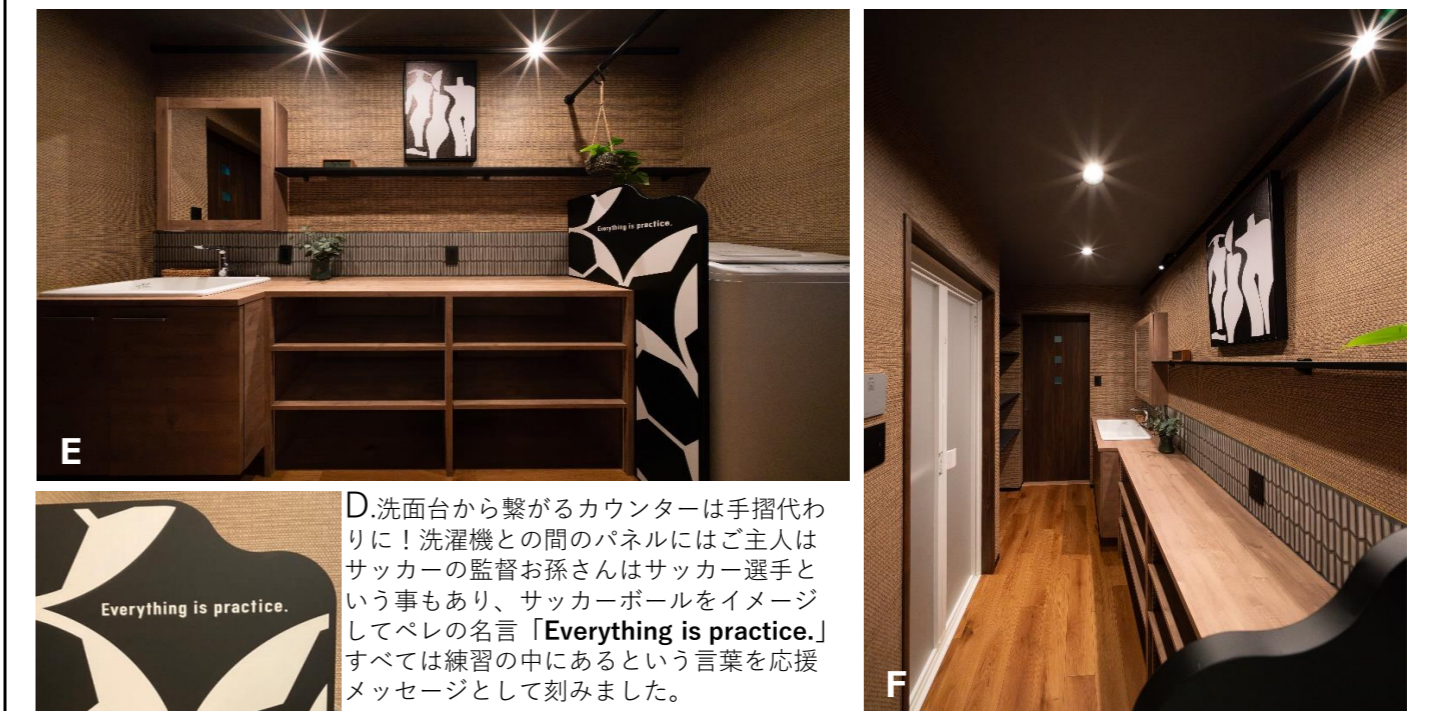 Everything is practice.
E
Everything is practice.
D.洗面台から繋がるカウンターは手摺代わ
りに！洗濯機との間のパネルにはご主人は
サッカーの監督お孫さんはサッカー選手と
いう事もあり、サッカーボールをイメージ
してペレの名言「Everything is practice.」
すべては練習の中にあるという言葉を応援
メッセージとして刻みました。
F